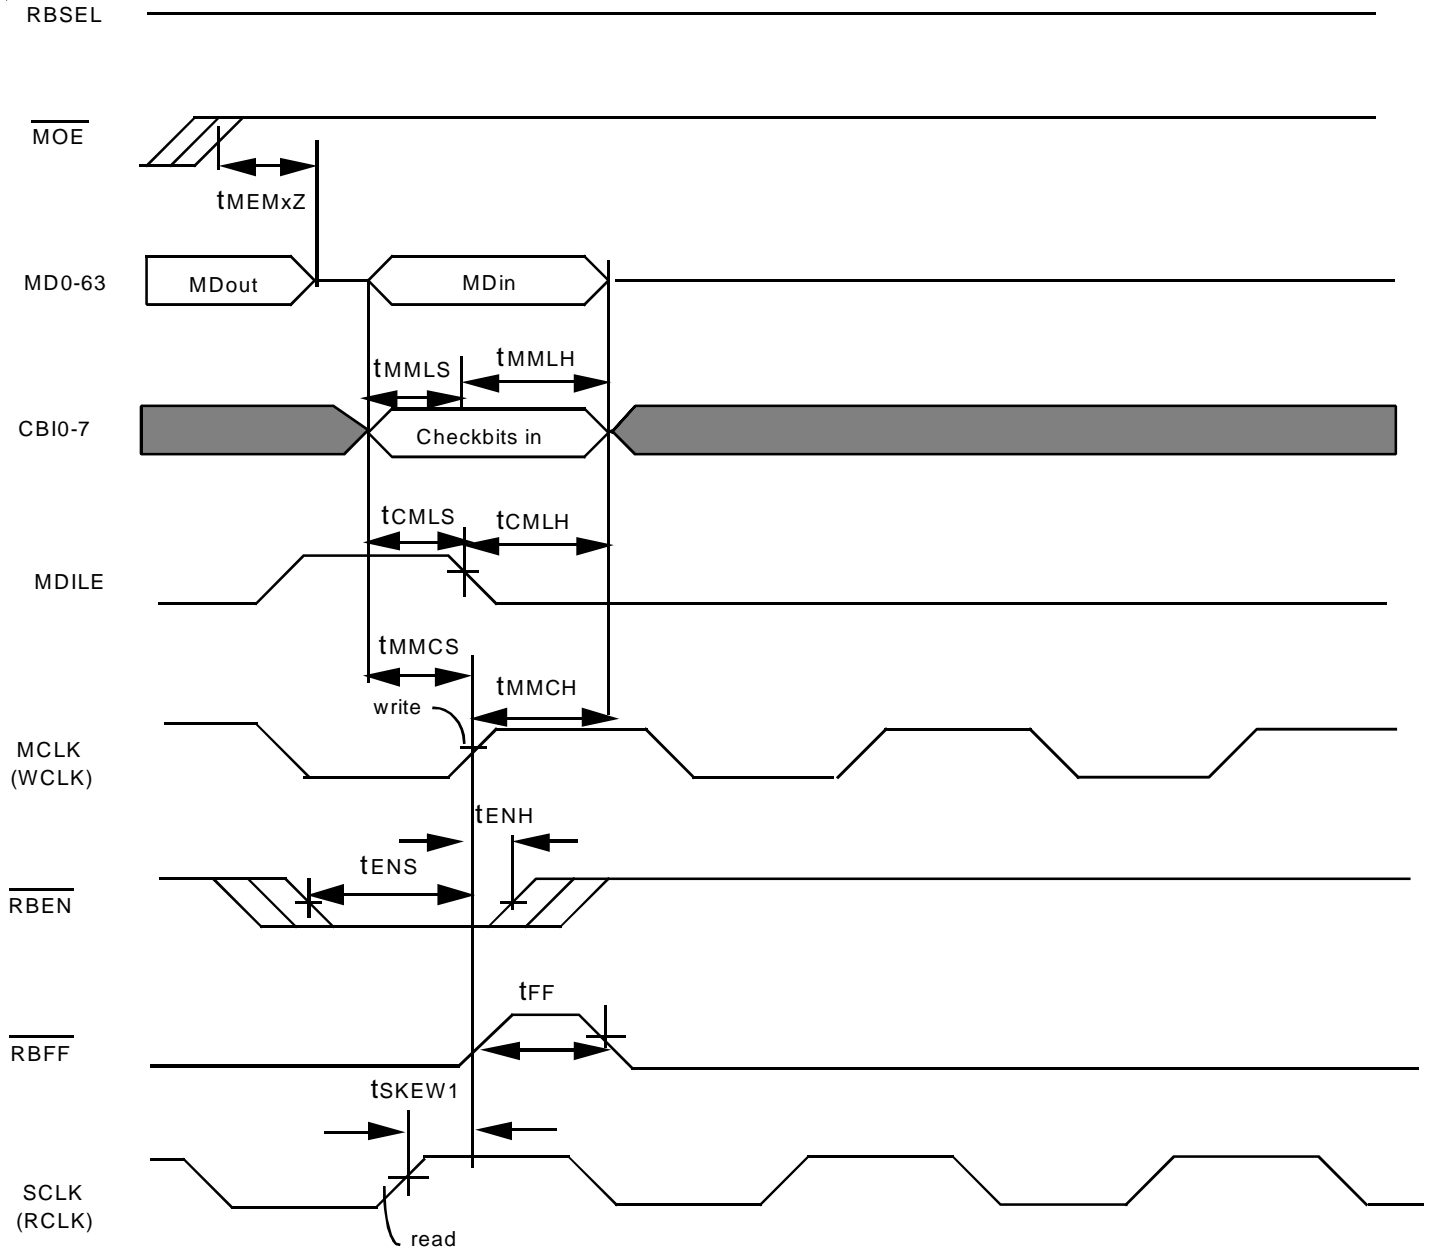 RBSEL
MOE
tMEMxZ
MD0-63
MDout
MDin
tMMLS
tMMLH
CBI0-7
Checkbits in
tCMLS
tCMLH
MDILE
tMMCS
tMMCH
write
MCLK
(WCLK)
tENH
tENS
RBEN
tFF
RBFF
tSKEW1
SCLK
(RCLK)
read